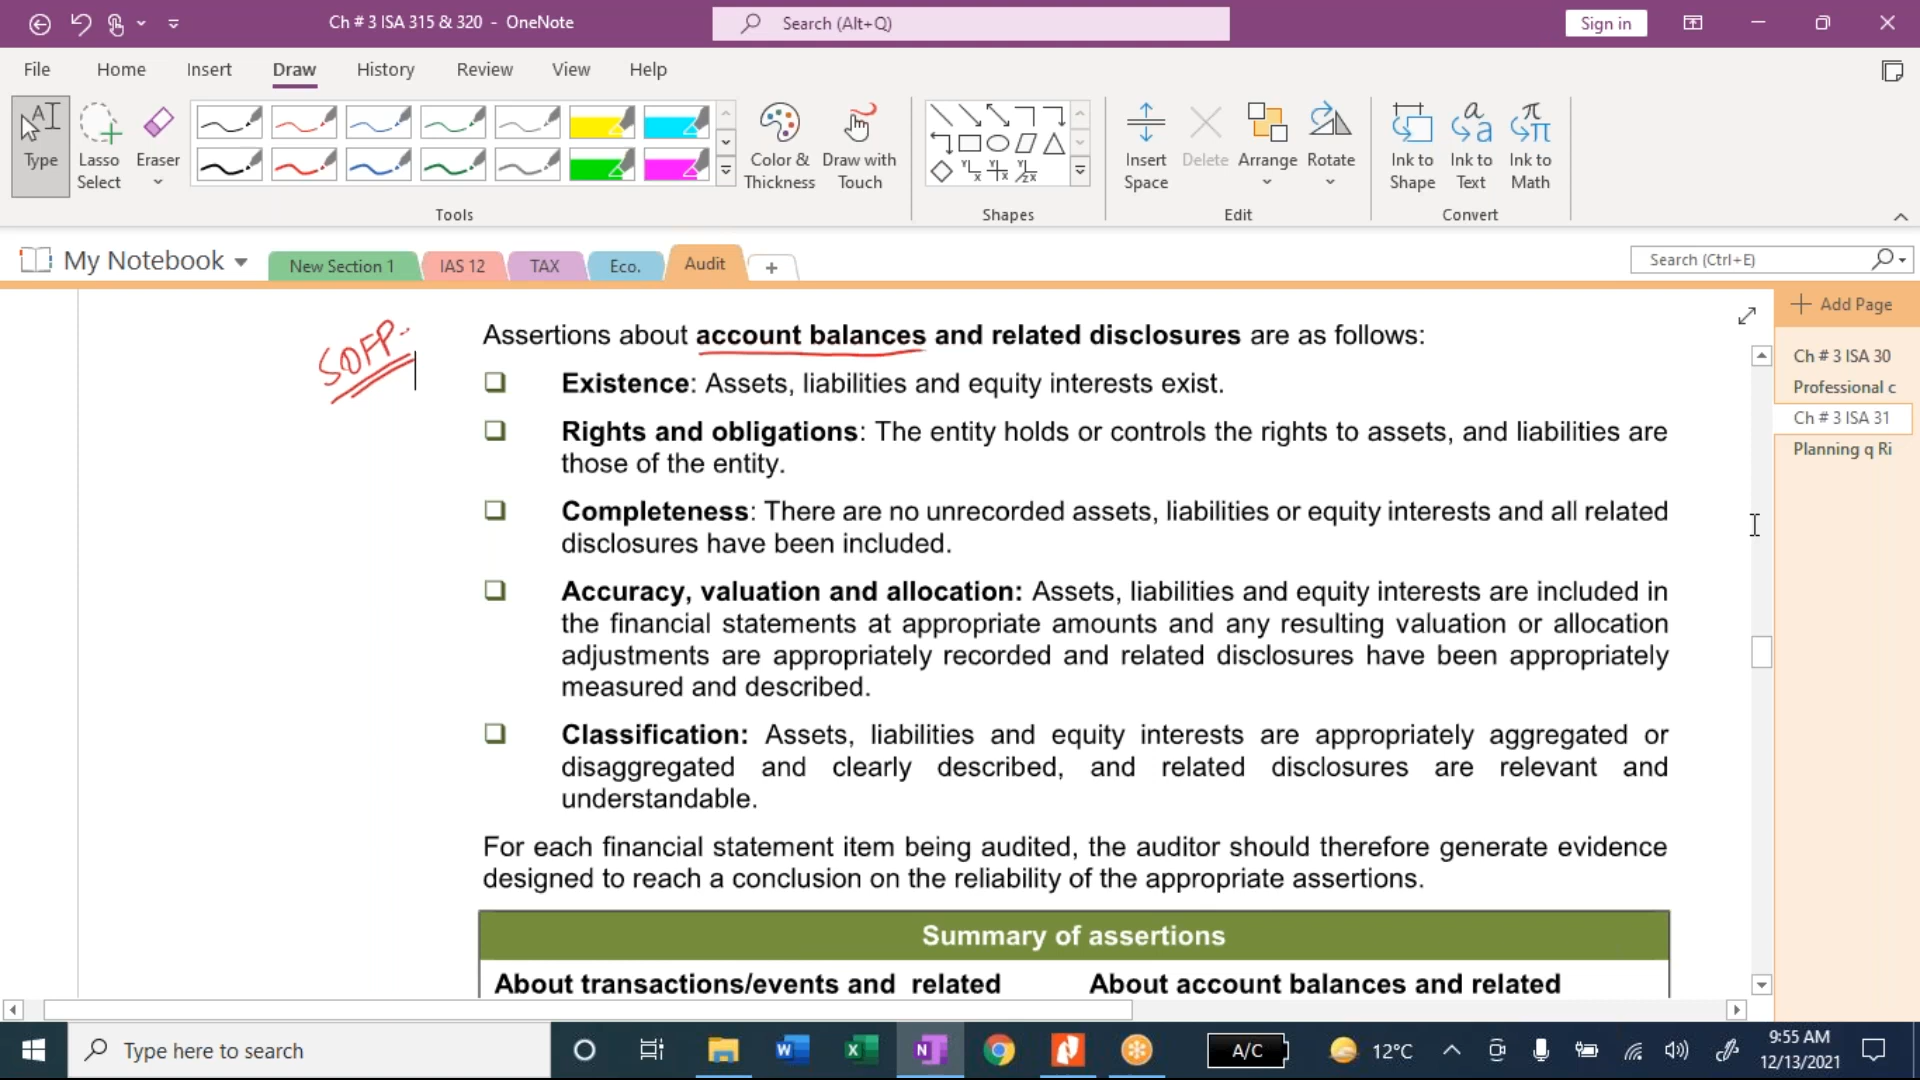 Ch # 3 ISA 315 & 320 - OneNote
Search (Alt+Q)
Sign in
File Home Insert Draw History Review View Help
Type
Lasso Select
Eraser
Color & Thickness
Draw with Touch
Insert Space
Delete
Arrange
Rotate
Ink to Shape
Ink to Text
Ink to Math
Tools Shapes Edit Convert
My Notebook
New Section 1 IAS 12 TAX Eco. Audit
Search (Ctrl+E)
Add Page
Ch # 3 ISA 30
Professional c
Ch # 3 ISA 31
Planning q Ri
SOFP
Assertions about account balances and related disclosures are as follows:
Existence: Assets, liabilities and equity interests exist.
Rights and obligations: The entity holds or controls the rights to assets, and liabilities are
those of the entity.
Completeness: There are no unrecorded assets, liabilities or equity interests and all related
disclosures have been included.
Accuracy, valuation and allocation: Assets, liabilities and equity interests are included in
the financial statements at appropriate amounts and any resulting valuation or allocation
adjustments are appropriately recorded and related disclosures have been appropriately
measured and described.
Classification: Assets, liabilities and equity interests are appropriately aggregated or
disaggregated and clearly described, and related disclosures are relevant and
understandable.
For each financial statement item being audited, the auditor should therefore generate evidence
designed to reach a conclusion on the reliability of the appropriate assertions.
Summary of assertions
About transactions/events and related
About account balances and related
Type here to search
A/C
12°C
9:55 AM
12/13/2021